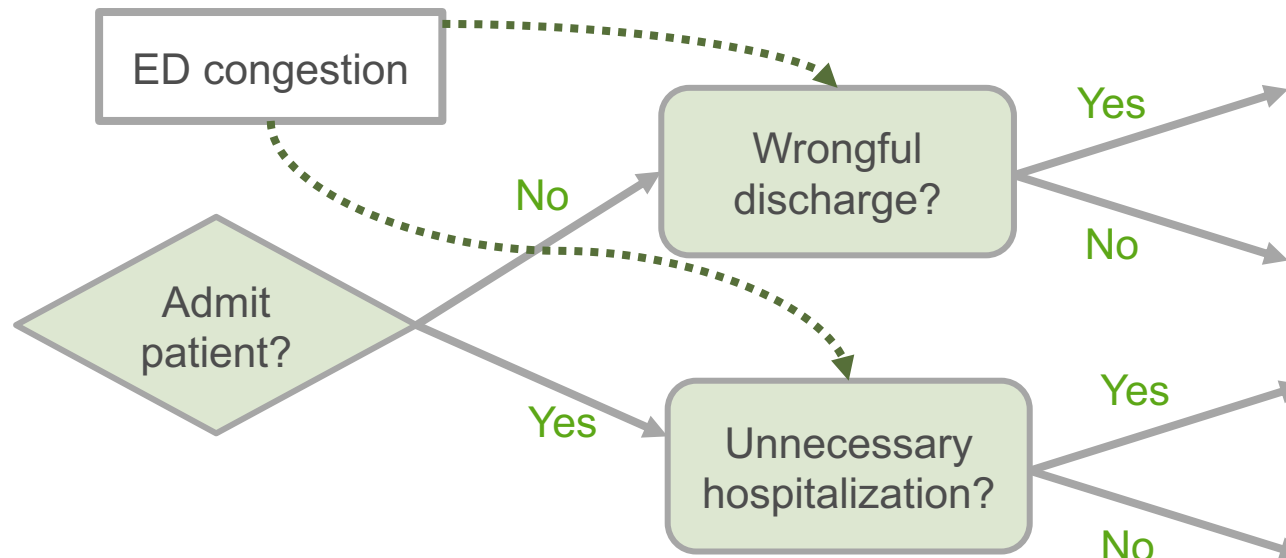 ED congestion
Wrongful
discharge?
Yes
No
No
Admit
patient?
Yes
Unnecessary
hospitalization?
Yes
No